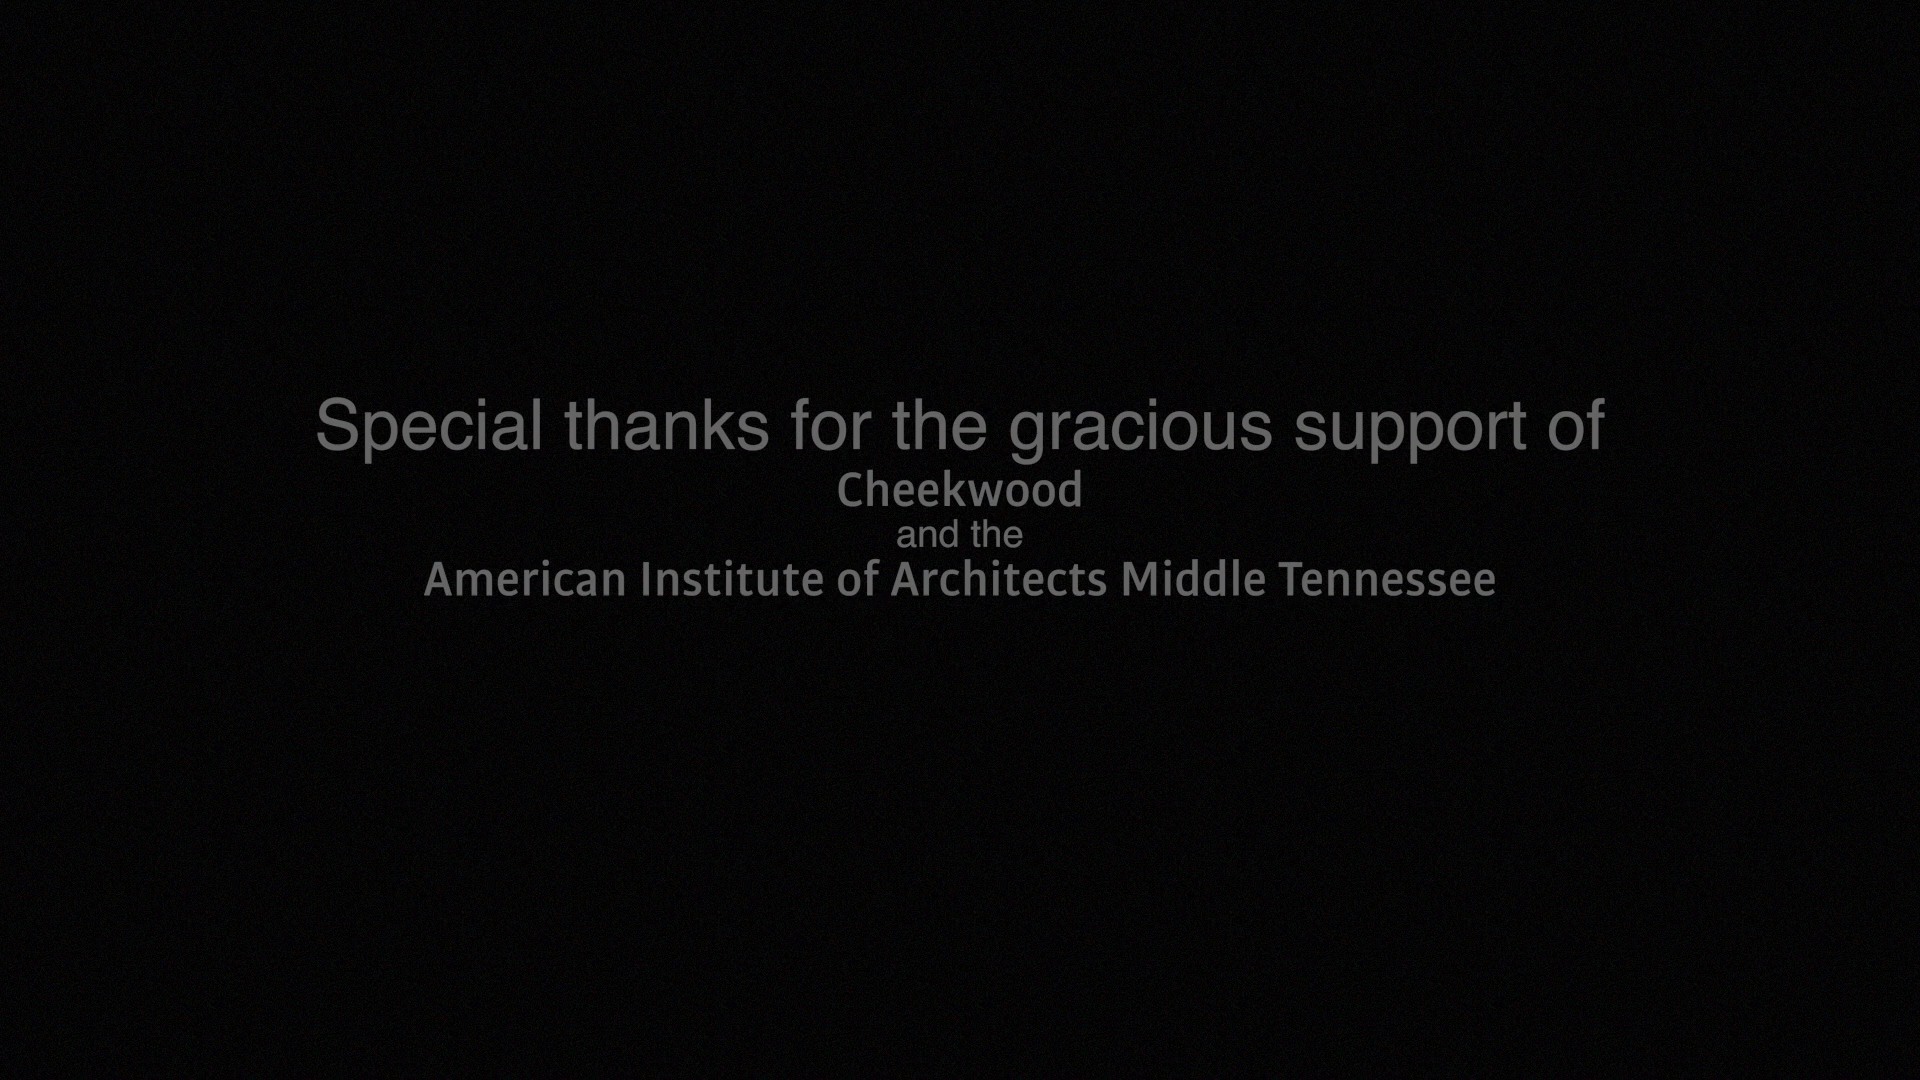 Special thanks for the gracious support of
Cheekwood
and the
American Institute of Architects Middle Tennessee